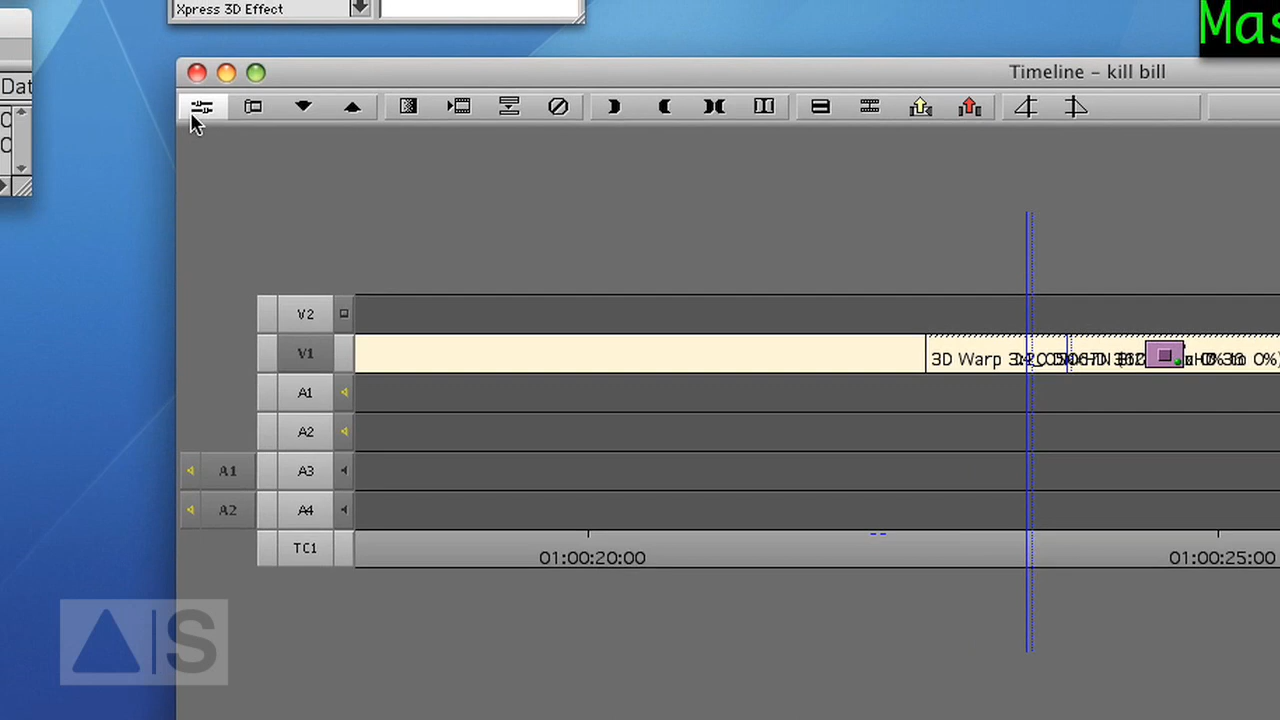 Xpress 3D Effect
Mas
Dat
Timeline - kill bill
V2
V1
3D Warp
A1
A2
A1 A3
A2 A4
TC1
01:00:20:00 01:00:25:00
S